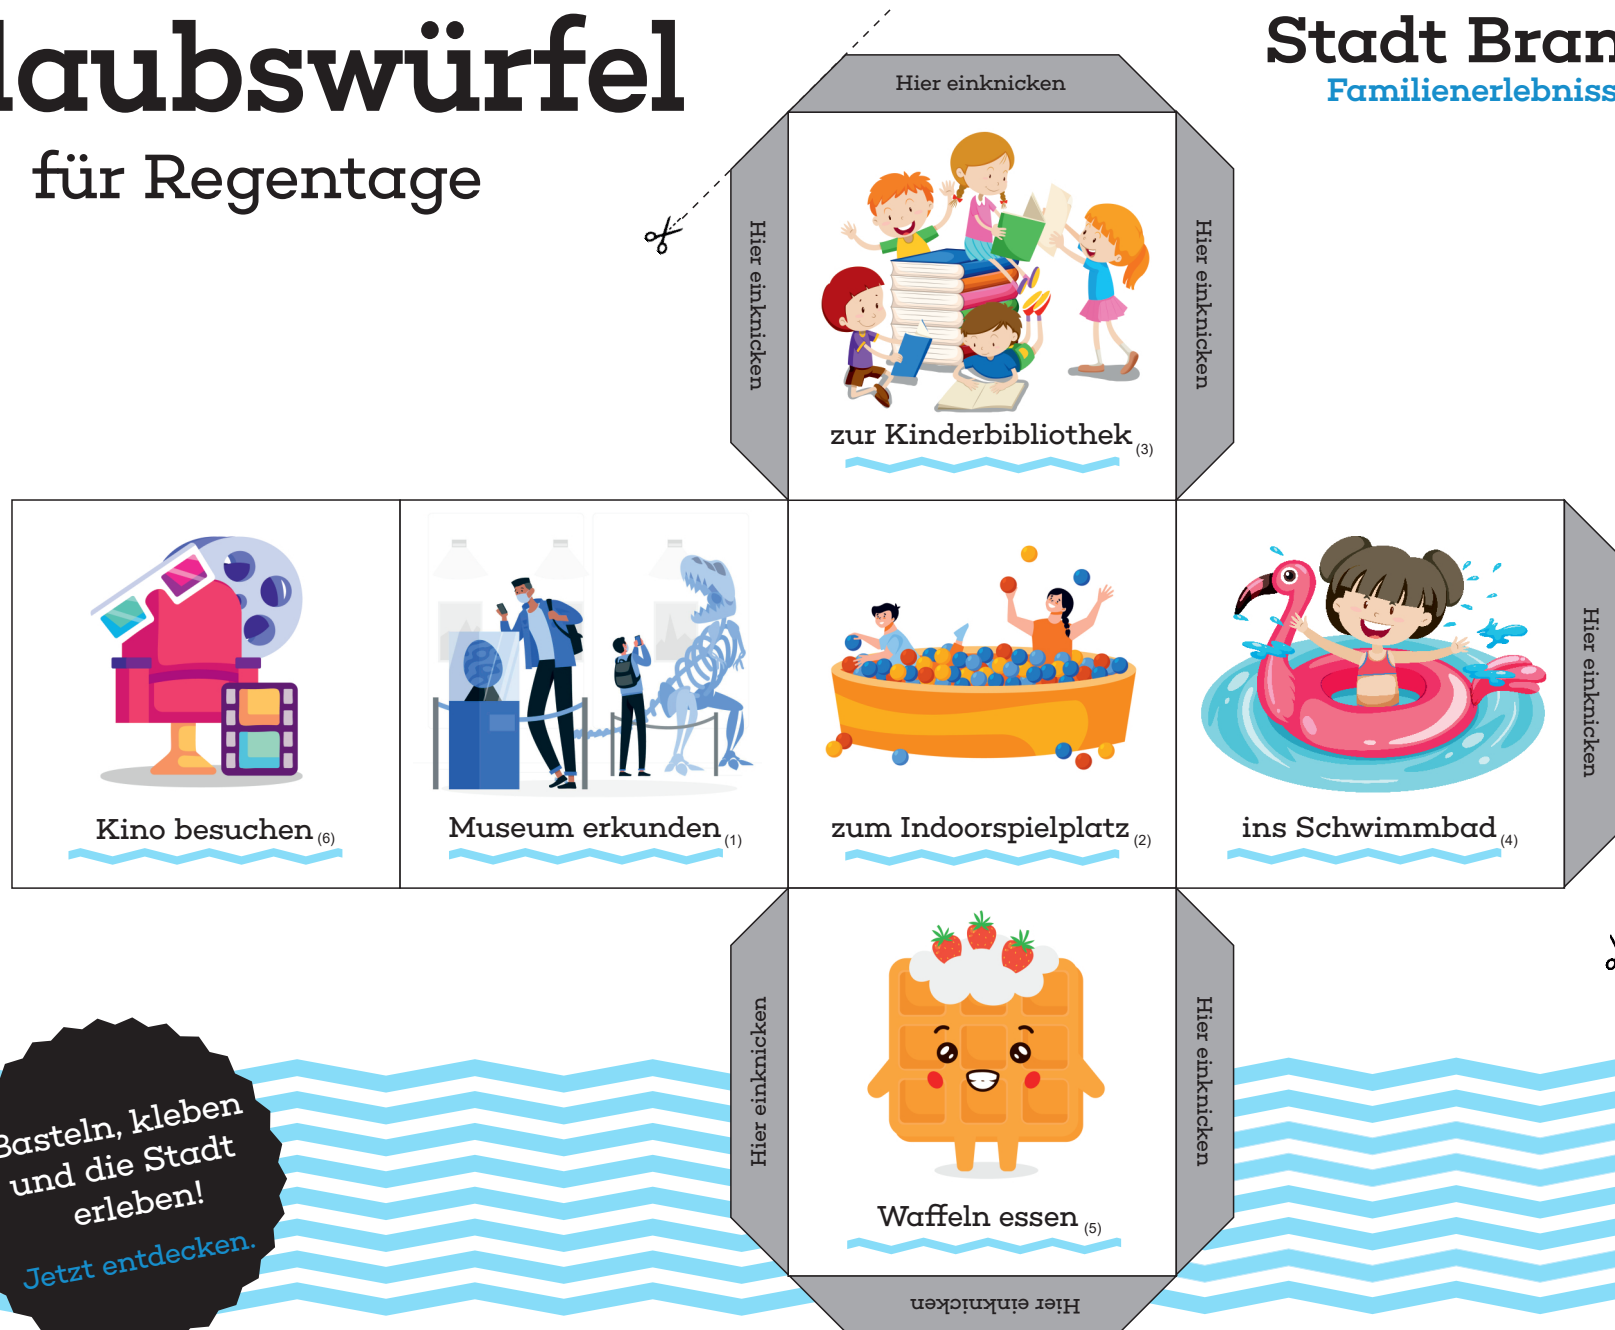 laubswürfel
für Regentage
Stadt Bran
Familienerlebniss
Hier einknicken
Hier einknicken
Hier einknicken
zur Kinderbibliothek (3)
Kino besuchen (6)
Museum erkunden (1)
zum Indoorspielplatz (2)
ins Schwimmbad (4)
Hier einknicken
Hier einknicken
Hier einknicken
Waffeln essen (5)
Hier einknicken
Basteln, kleben
und die Stadt
erleben!
Jetzt entdecken.